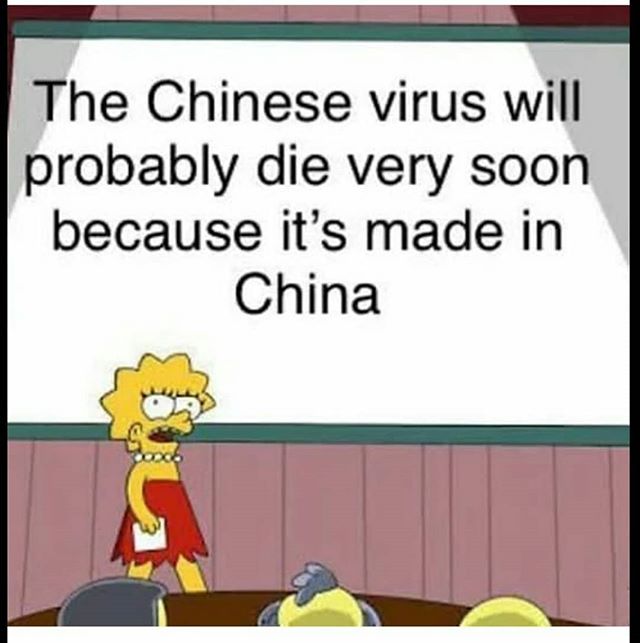 The Chinese virus will
probably die very soon
because it’s made in
China